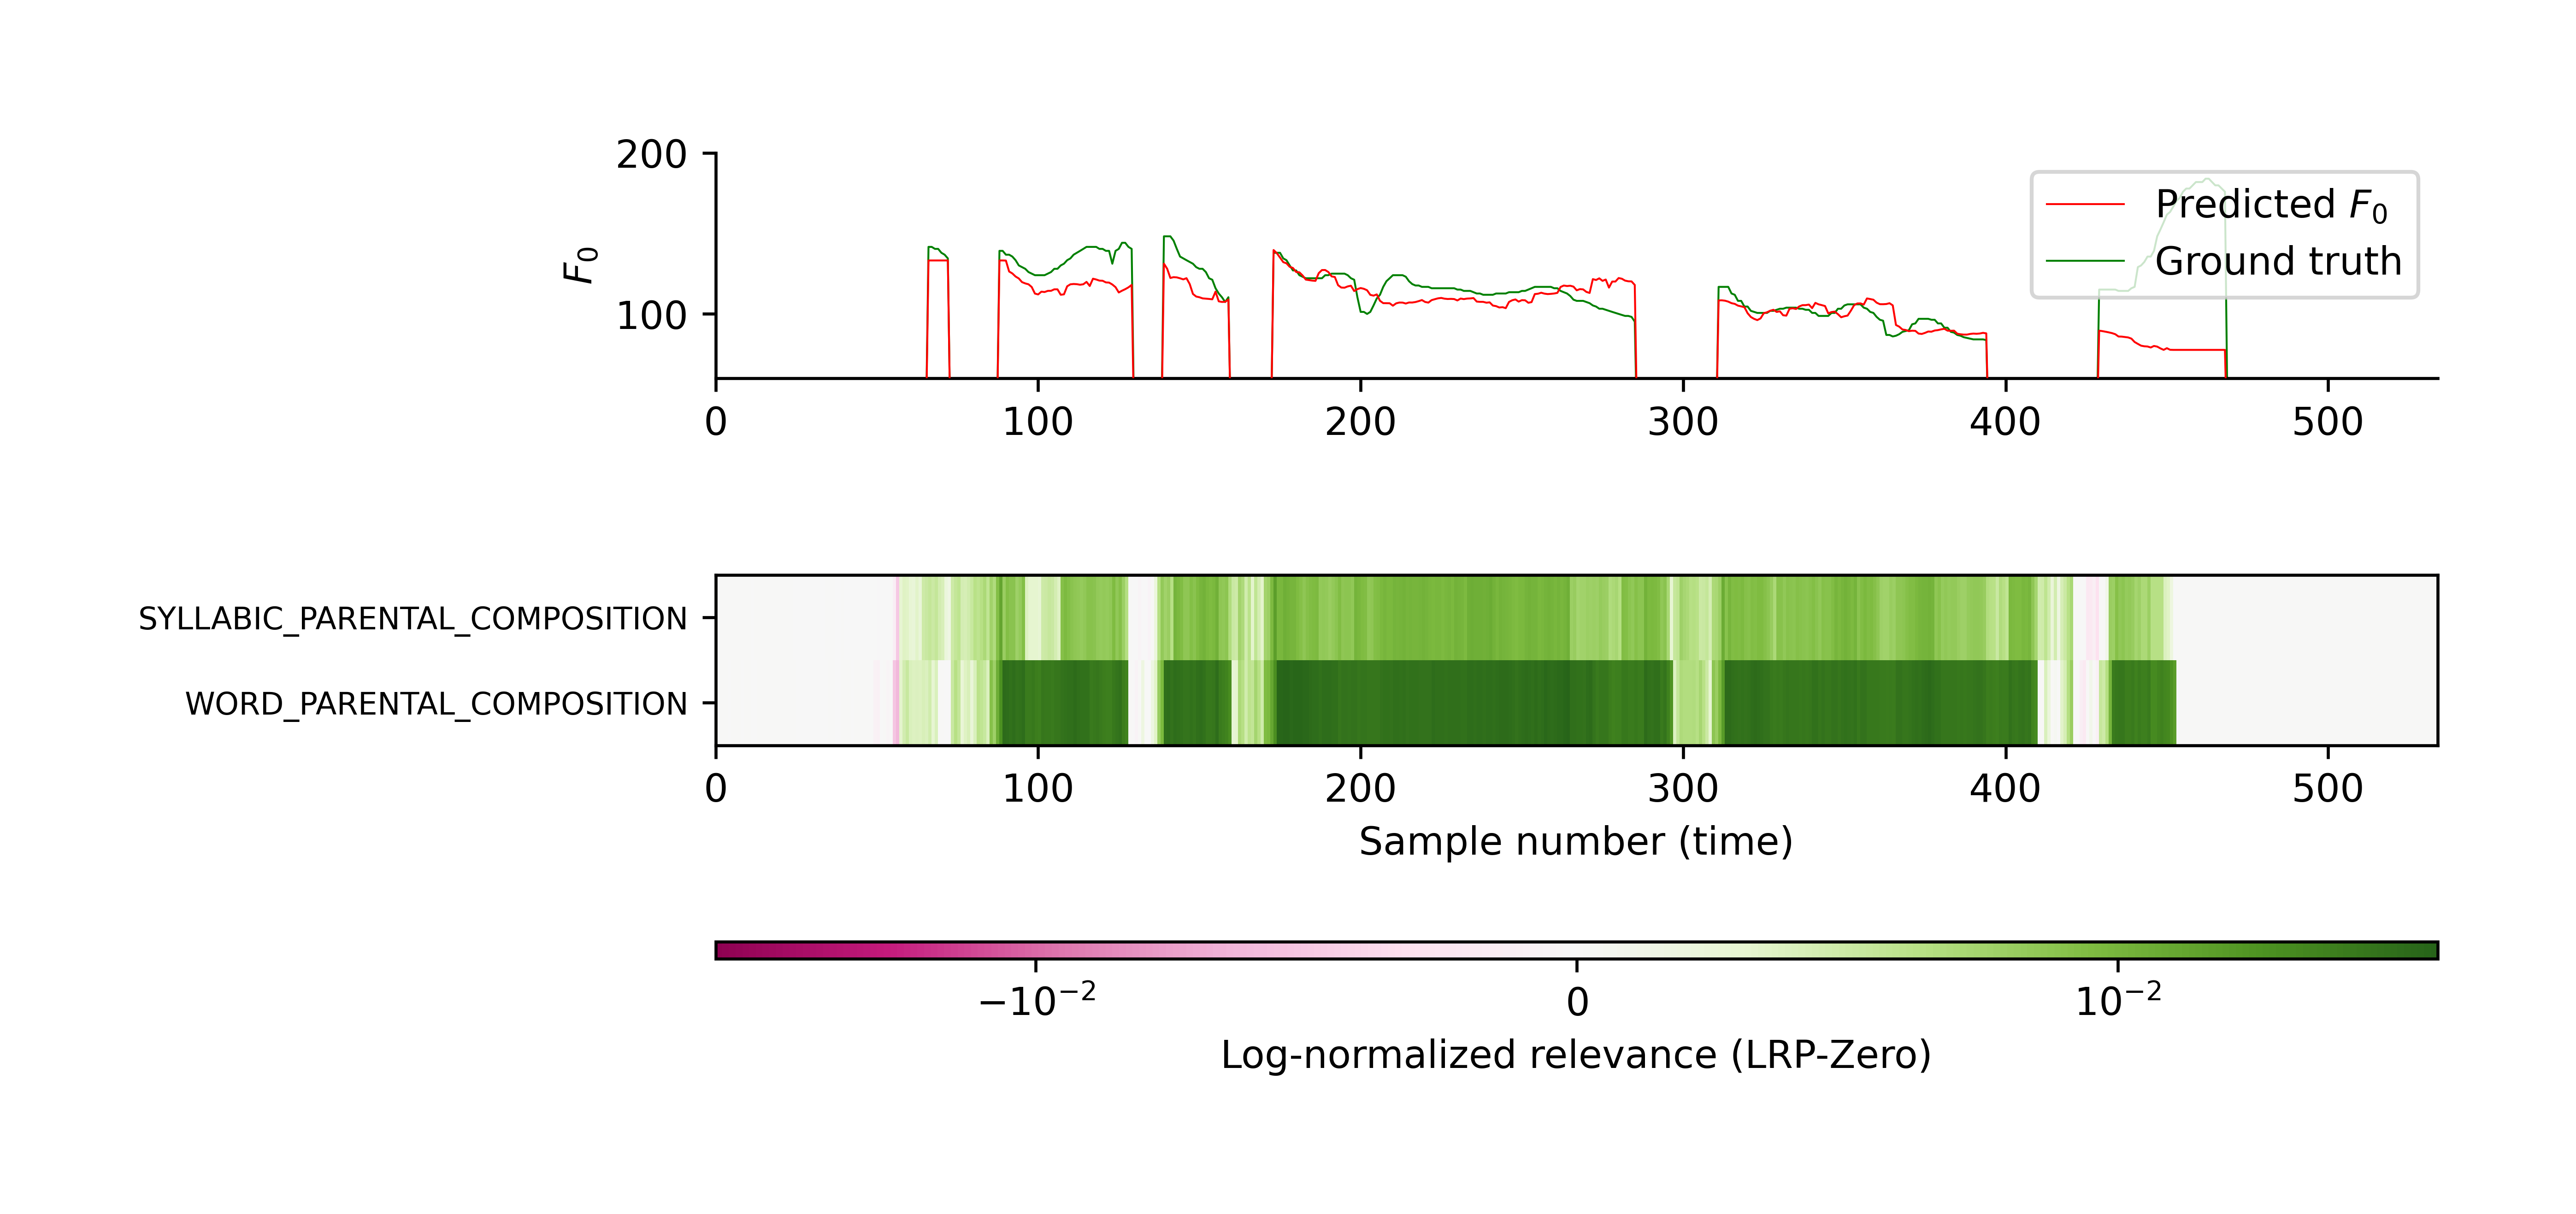 200
100
F₀
Predicted F₀
Ground truth
0 100 200 300 400 500
SYLLABIC_PARENTAL_COMPOSITION
WORD_PARENTAL_COMPOSITION
0 100 200 300 400 500
Sample number (time)
−10⁻² 0 10⁻²
Log-normalized relevance (LRP-Zero)